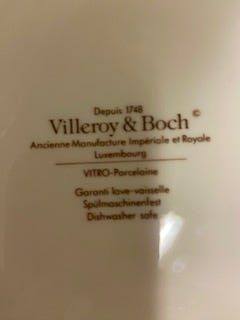 Depuis 1748
Villeroy & Boch ©
Ancienne Manufacture Impériale et Royale
Luxembourg
VITRO-Porcelaine
Garanti lave-vaisselle
Spülmaschinenfest
Dishwasher safe